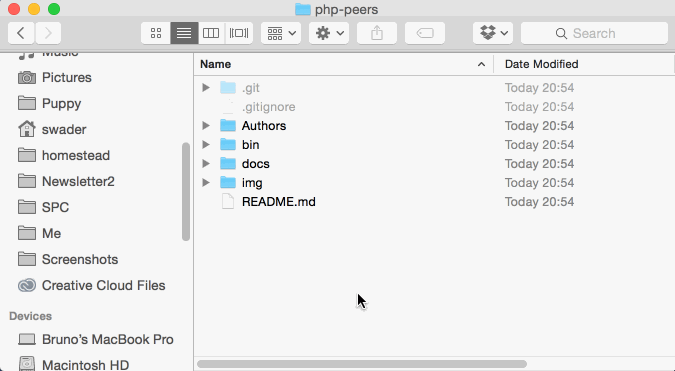 php-peers
Search
Music
Pictures
Puppy
swader
homestead
Newsletter2
SPC
Me
Screenshots
Creative Cloud Files
Devices
Bruno's MacBook Pro
Macintosh HD
Name Date Modified
.git Today 20:54
.gitignore Today 20:54
Authors Today 20:54
bin Today 20:54
docs Today 20:54
img Today 20:54
README.md Today 20:54